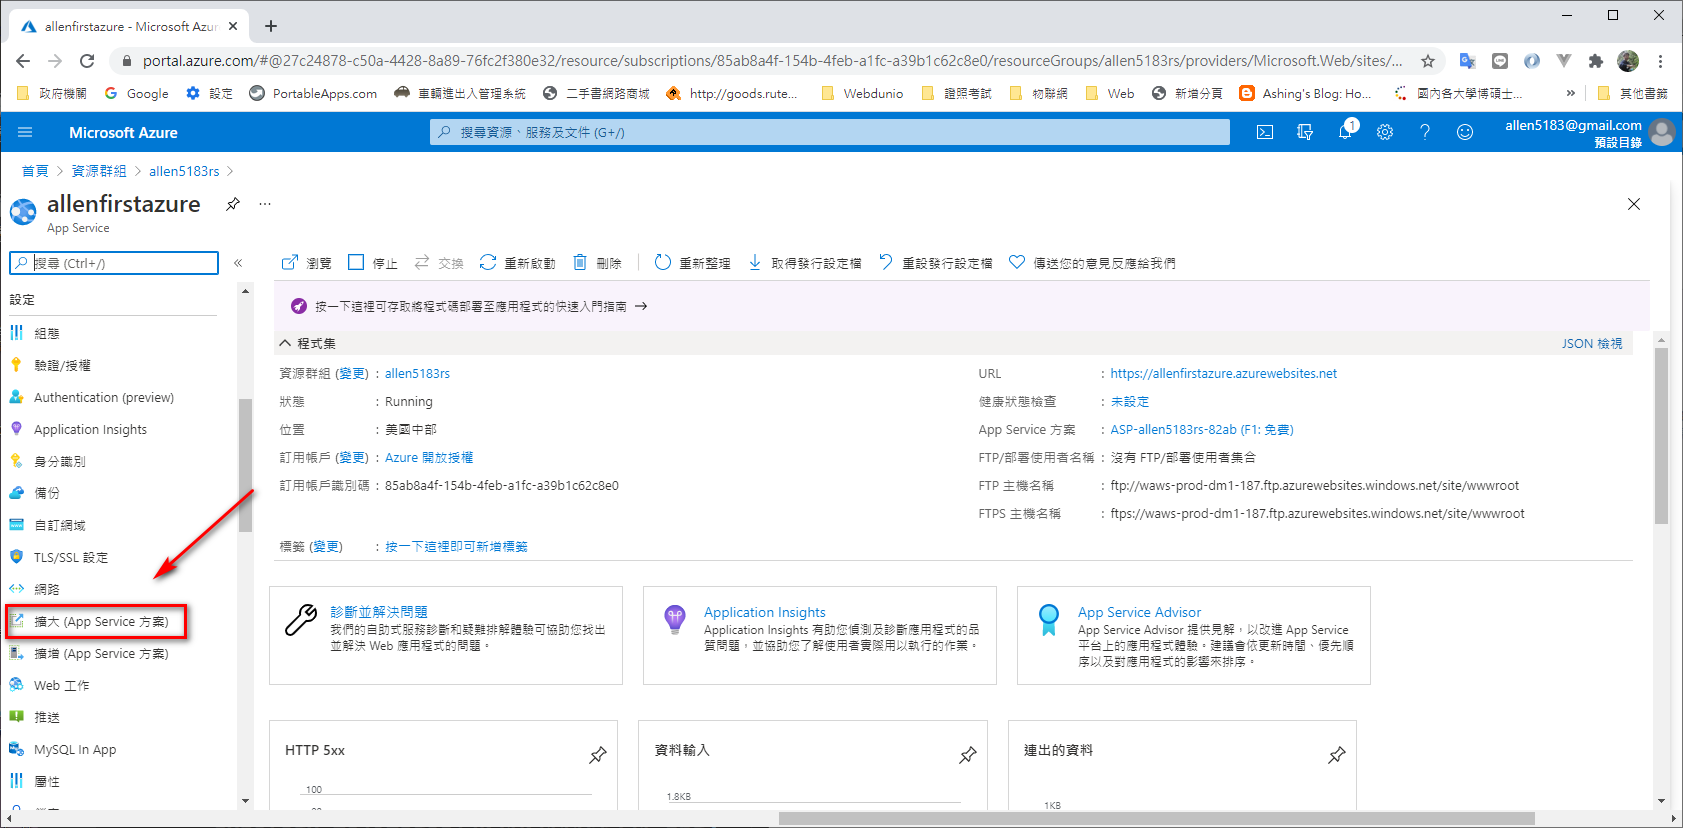 allenfirstazure - Microsoft Azur
portal.azure.com/#@27c24878-c50a-4428-8a89-76fc2f380e32/resource/subscriptions/85ab8a4f-154b-4feb-a1fc-a39b1c62c8e0/resourceGroups/allen5183rs/providers/Microsoft.Web/sites/...
政府機關 Google 設定 PortableApps.com 車輛進出入管理系統 二手書網路商城 http://goods.rute... Webdunio 證照考試 物聯網 Web 新增分頁 Ashing's Blog: Ho... 國內各大學博碩士... » 其他書籤
Microsoft Azure
搜尋資源、服務及文件 (G+/)
1
allen5183@gmail.com
預設目錄
首頁 > 資源群組 > allen5183rs >
allenfirstazure
App Service
搜尋 (Ctrl+/)
«
瀏覽 停止 交換 重新啟動 刪除 重新整理 取得發行設定檔 重設發行設定檔 傳送您的意見反應給我們
設定
組態
驗證/授權
Authentication (preview)
Application Insights
身分識別
備份
自訂網域
TLS/SSL 設定
網路
擴大 (App Service 方案)
擴增 (App Service 方案)
Web 工作
推送
MySQL In App
屬性
按一下這裡可存取將程式碼部署至應用程式的快速入門指南 →
程式集
JSON 檢視
資源群組 (變更) : allen5183rs
狀態 : Running
位置 : 美國中部
訂用帳戶 (變更) : Azure 開放授權
訂用帳戶識別碼 : 85ab8a4f-154b-4feb-a1fc-a39b1c62c8e0
URL : https://allenfirstazure.azurewebsites.net
健康狀態檢查 : 未設定
App Service 方案 : ASP-allen5183rs-82ab (F1: 免費)
FTP/部署使用者名稱 : 沒有 FTP/部署使用者集合
FTP 主機名稱 : ftp://waws-prod-dm1-187.ftp.azurewebsites.windows.net/site/wwwroot
FTPS 主機名稱 : ftps://waws-prod-dm1-187.ftp.azurewebsites.windows.net/site/wwwroot
標籤 (變更) : 按一下這裡即可新增標籤
診斷並解決問題
我們的自助式服務診斷和疑難排解體驗可協助您找出
並解決 Web 應用程式的問題。
Application Insights
Application Insights 有助您偵測及診斷應用程式的品
質問題，並協助您了解使用者實際用以執行的作業。
App Service Advisor
App Service Advisor 提供見解，以改進 App Service
平台上的應用程式體驗。建議會依更新時間、優先順
序以及對應用程式的影響來排序。
HTTP 5xx
100
資料輸入
1.8KB
連出的資料
1KB